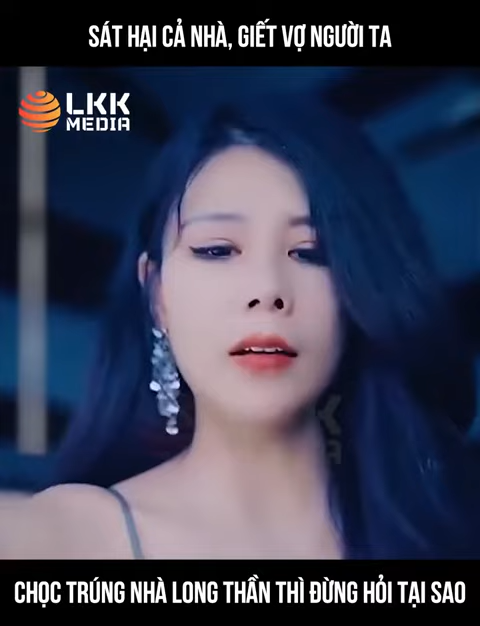 SÁT HẠI CẢ NHÀ, GIẾT VỢ NGƯỜI TA
LKK
MEDIA
K
IA
CHỌC TRÚNG NHÀ LONG THẦN THÌ ĐỪNG HỎI TẠI SAO